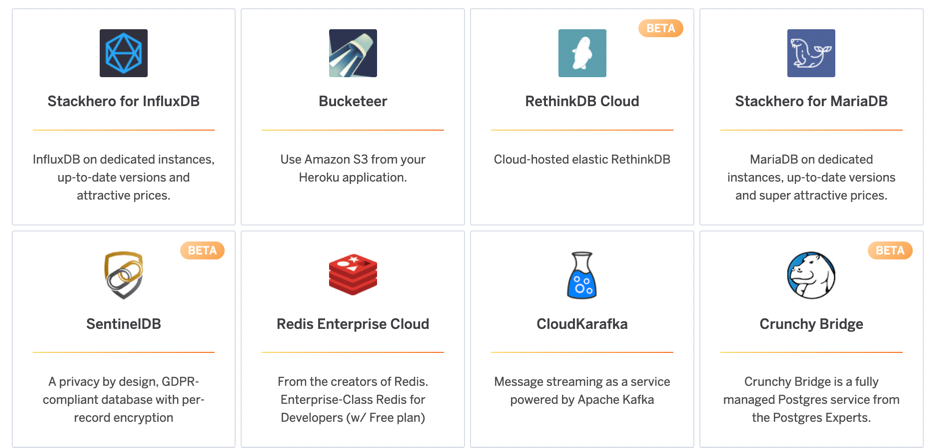 BETA
Stackhero for InfluxDB
Bucketeer
RethinkDB Cloud
Stackhero for MariaDB
InfluxDB on dedicated instances,
up-to-date versions and
attractive prices.
Use Amazon S3 from your
Heroku application.
Cloud-hosted elastic RethinkDB
MariaDB on dedicated
instances, up-to-date versions
and super attractive prices.
BETA
BETA
SentinelDB
Redis Enterprise Cloud
CloudKarafka
Crunchy Bridge
A privacy by design, GDPR-
compliant database with per-
record encryption
From the creators of Redis.
Enterprise-Class Redis for
Developers (w/ Free plan)
Message streaming as a service
powered by Apache Kafka
Crunchy Bridge is a fully
managed Postgres service from
the Postgres Experts.